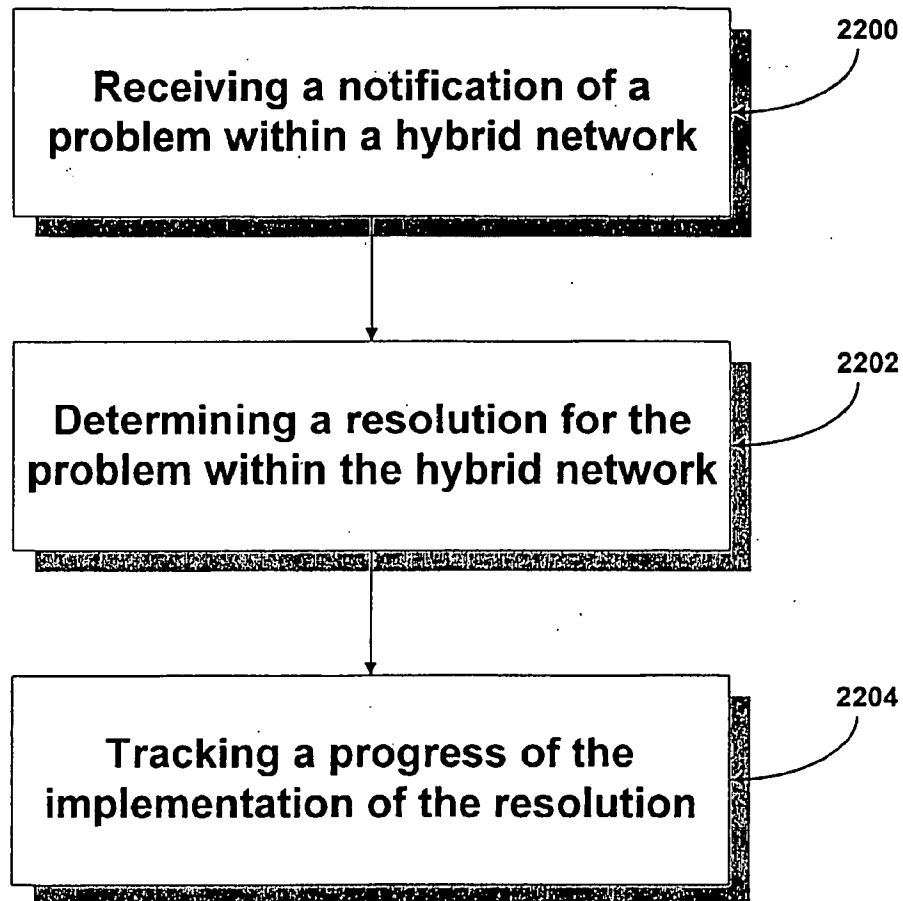 Receiving a notification of a
problem within a hybrid network
2200
Determining a resolution for the
problem within the hybrid network
2202
Tracking a progress of the
implementation of the resolution
2204